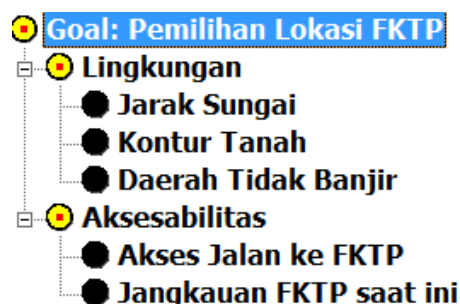 Goal: Pemilihan Lokasi FKTP
Lingkungan
Jarak Sungai
Kontur Tanah
Daerah Tidak Banjir
Aksesabilitas
Akses Jalan ke FKTP
Jangkauan FKTP saat ini